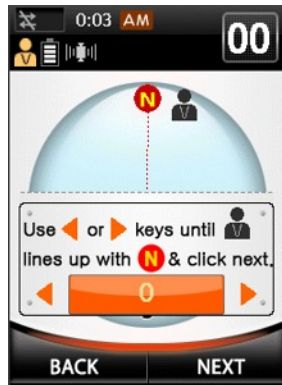 0:03 AM
00
N
Use or keys until
lines up with N & click next.
0
BACK NEXT